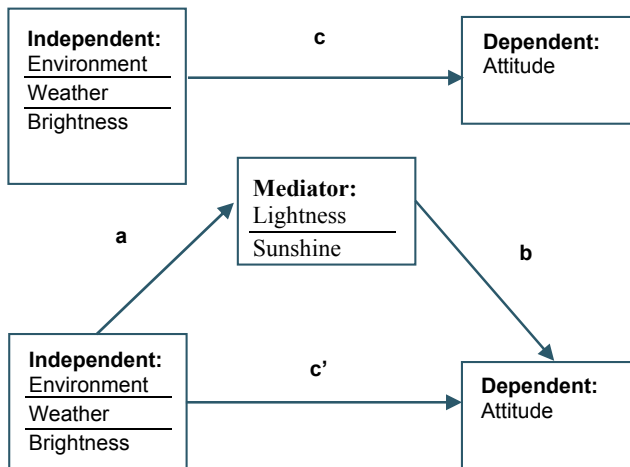 Independent:
Environment
Weather
Brightness
c
Dependent:
Attitude
Mediator:
Lightness
Sunshine
a
b
Independent:
Environment
Weather
Brightness
c’
Dependent:
Attitude